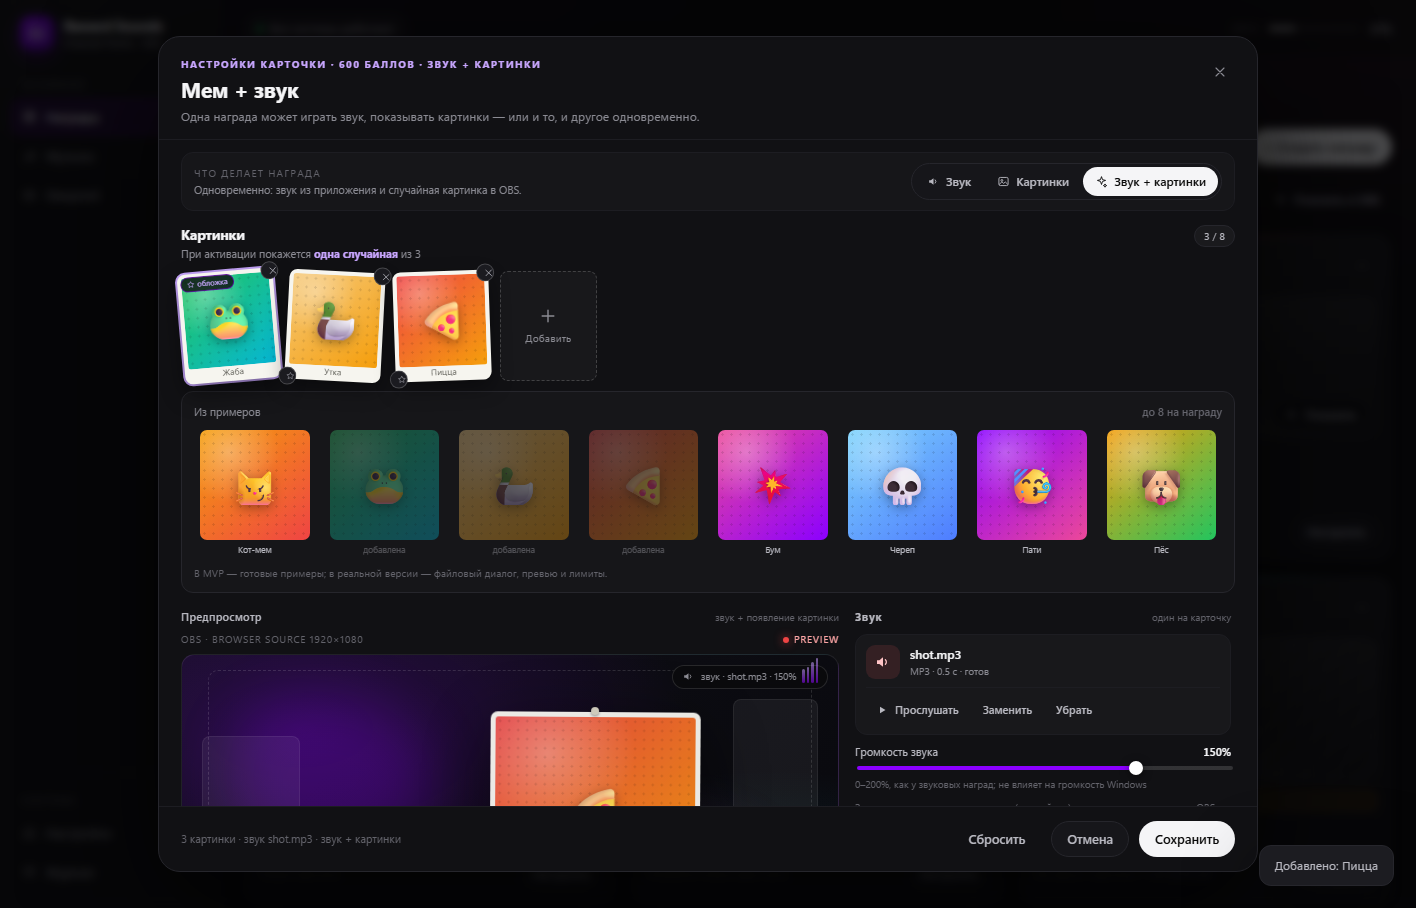 НАСТРОЙКИ КАРТОЧКИ · 600 БАЛЛОВ · ЗВУК + КАРТИНКИ
Мем + звук
Одна награда может играть звук, показывать картинки — или и то, и другое одновременно.
ЧТО ДЕЛАЕТ НАГРАДА
Одновременно: звук из приложения и случайная картинка в OBS.
Звук
Картинки
Звук + картинки
Картинки
3 / 8
При активации покажется одна случайная из 3
обложка
Жаба
Утка
Пицца
Добавить
Из примеров
до 8 на награду
Кот-мем
добавлена
добавлена
добавлена
Бум
Череп
Пати
Пёс
В MVP — готовые примеры; в реальной версии — файловый диалог, превью и лимиты.
Предпросмотр
звук + появление картинки
OBS · BROWSER SOURCE 1920×1080
PREVIEW
звук · shot.mp3 · 150%
Звук
один на карточку
shot.mp3
MP3 · 0.5 с · готов
Прослушать
Заменить
Убрать
Громкость звука
150%
0–200%, как у звуковых наград; не влияет на громкость Windows
3 картинки · звук shot.mp3 · звук + картинки
Сбросить
Отмена
Сохранить
Добавлено: Пицца